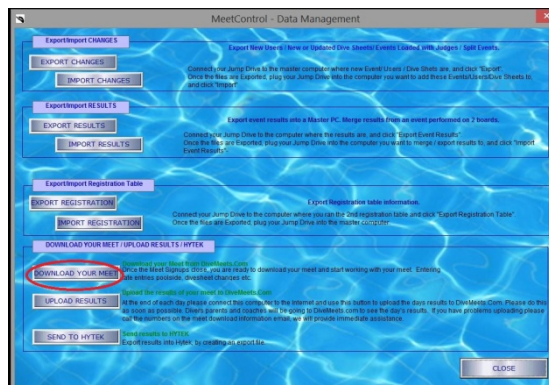 MeetControl - Data Management
Export/Import CHANGES
Export New Users / New or Updated Dive Sheets/ Events Loaded with Judges / Split Events.
EXPORT CHANGES
IMPORT CHANGES
Connect your Jump Drive to the master computer where new Event/ Users / Dive Shets are, and click "Export".
Once the files are Exported, plug your Jump Drive into the computer you want to add these Events/Users/Dive Sheets to,
and click "Import"
Export/Import RESULTS
Export event results into a Master PC. Merge results from an event performed on 2 boards.
EXPORT RESULTS
IMPORT RESULTS
Connect your Jump Drive to the computer where the results are, and click "Export Event Results".
Once the files are Exported, plug your Jump Drive into the computer you want to merge / export results to, and click "Import
Event Results"-
Export/Import Registration Table
EXPORT REGISTRATION
Export Registration table information.
IMPORT REGISTRATION
Connect your Jump Drive to the computer where you ran the 2nd registration table and click "Export Registration Table"
Once the files are Exported, plug your Jump Drive into the master computer
DOWNLOAD YOUR MEET / UPLOAD RESULTS / HYTEK
Download your Meet from DiveMeets.Com
DOWNLOAD YOUR MEET
Once the Meet Signups close, you are ready to download your meet and start working with your meet. Entering
late entries poolside, divesheet changes etc.
Upload the results of your meet to DiveMeets.Com
UPLOAD RESULTS
At the end of each day please connect this computer to the Internet and use this button to upload the days results to DiveMeets.Com. Please do this
as soon as possible. Divers parents and coaches will be going to DiveMeets.com to see the day's results. If you have problems uploading please
call the numbers on the meet download information email, we will provide immediate assistance.
Send results to HYTEK
SEND TO HYTEK
Export results into Hytek, by creating an export file.
CLOSE